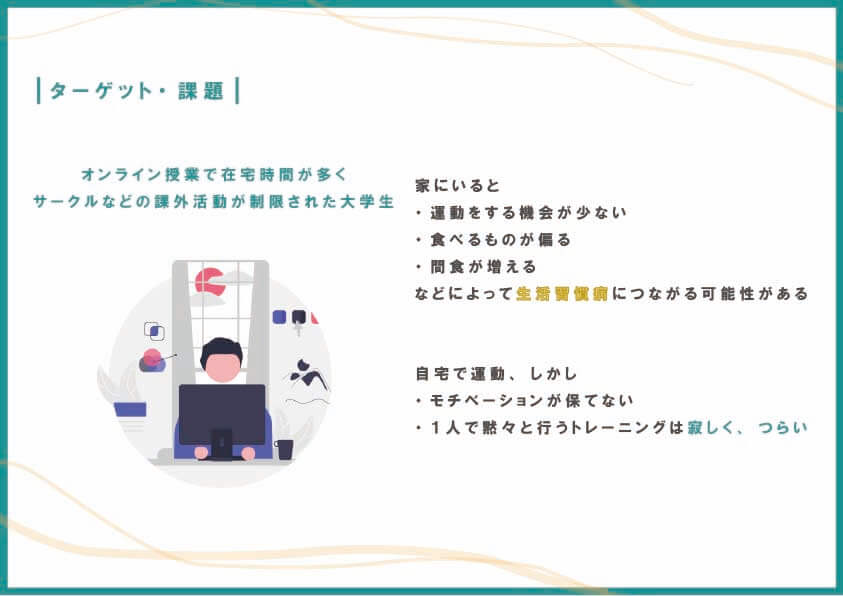 |ターゲット・課題|
オンライン授業で在宅時間が多く
サークルなどの課外活動が制限された大学生
家にいると
・運動をする機会が少ない
・食べるものが偏る
・間食が増える
などによって生活習慣病につながる可能性がある
自宅で運動、しかし
・モチベーションが保てない
・1人で黙々と行うトレーニングは寂しく、つらい